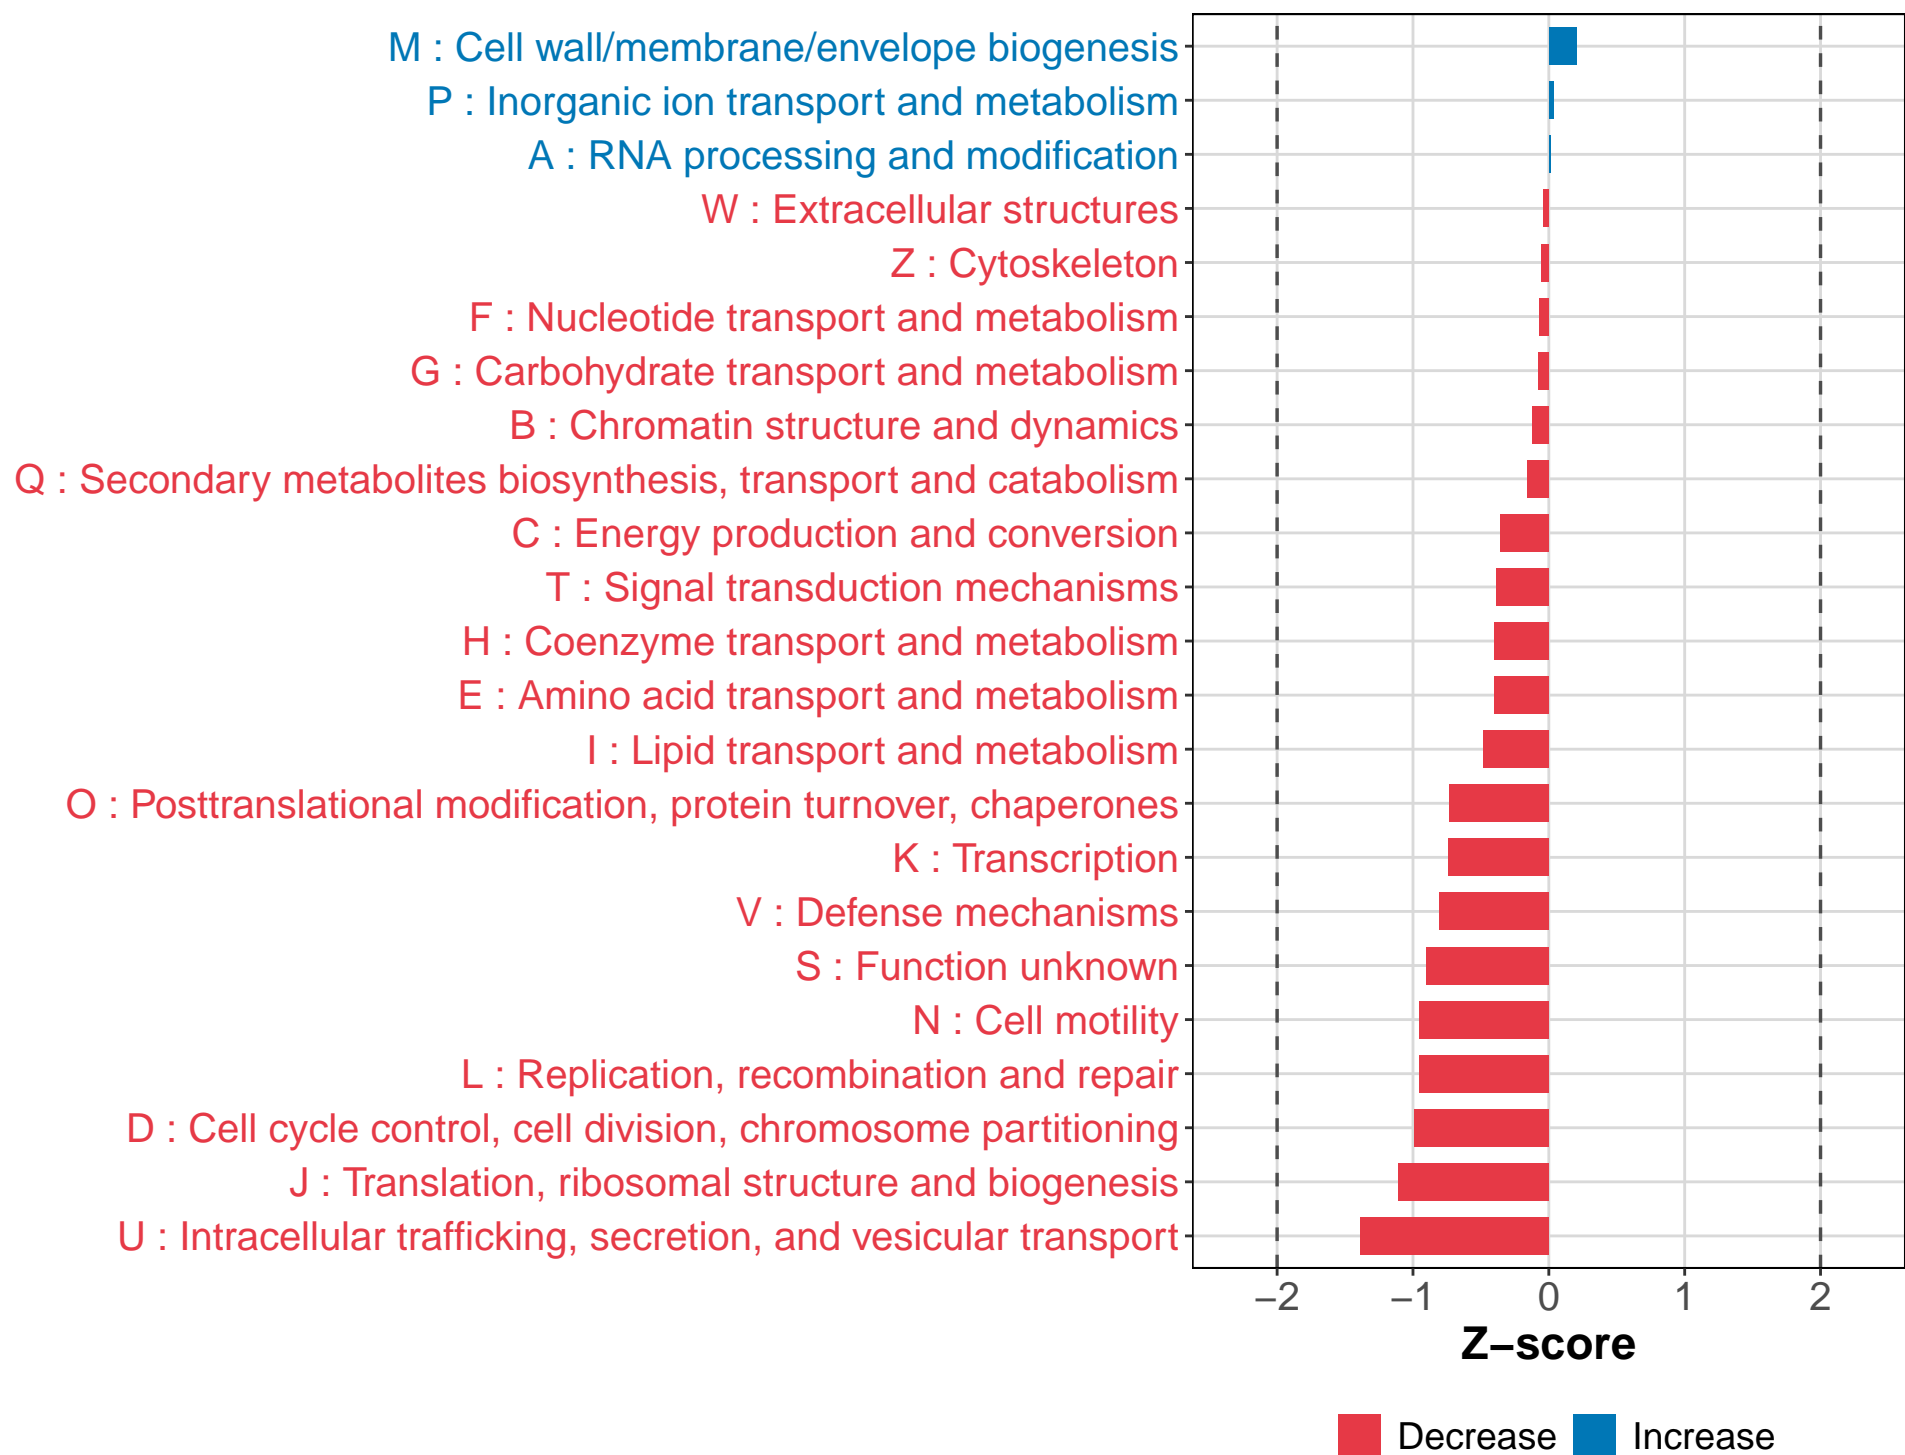 M : Cell wall/membrane/envelope biogenesis
P : Inorganic ion transport and metabolism
A : RNA processing and modification
W : Extracellular structures
Z : Cytoskeleton
F : Nucleotide transport and metabolism
G : Carbohydrate transport and metabolism
B : Chromatin structure and dynamics
Q : Secondary metabolites biosynthesis, transport and catabolism
C : Energy production and conversion
T : Signal transduction mechanisms
H : Coenzyme transport and metabolism
E : Amino acid transport and metabolism
I : Lipid transport and metabolism
O : Posttranslational modification, protein turnover, chaperones
K : Transcription
V : Defense mechanisms
S : Function unknown
N : Cell motility
L : Replication, recombination and repair
D : Cell cycle control, cell division, chromosome partitioning
J : Translation, ribosomal structure and biogenesis
U : Intracellular trafficking, secretion, and vesicular transport
−2 −1 0 1 2
Z−score
Decrease Increase